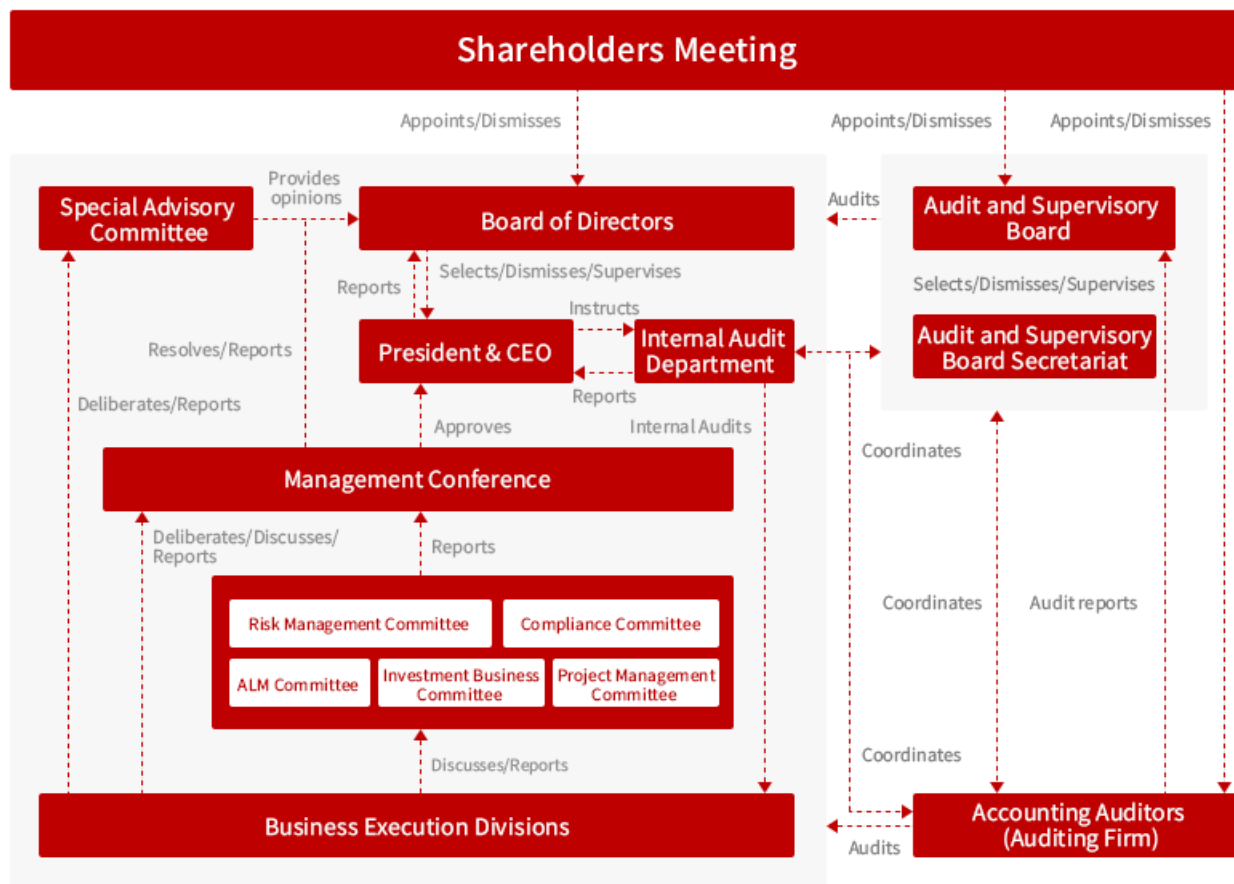 Shareholders Meeting
Appoints/Dismisses
Appoints/Dismisses
Appoints/Dismisses
Special Advisory
Committee
Provides
opinions
Board of Directors
Audits
Audit and Supervisory
Board
Reports
Selects/Dismisses/Supervises
Selects/Dismisses/Supervises
Instructs
President & CEO
Internal Audit
Department
Audit and Supervisory
Board Secretariat
Resolves/Reports
Reports
Deliberates/Reports
Approves
Internal Audits
Coordinates
Management Conference
Deliberates/Discusses/
Reports
Reports
Risk Management Committee
Compliance Committee
ALM Committee
Investment Business
Committee
Project Management
Committee
Coordinates
Audit reports
Discusses/Reports
Coordinates
Business Execution Divisions
Accounting Auditors
(Auditing Firm)
Audits